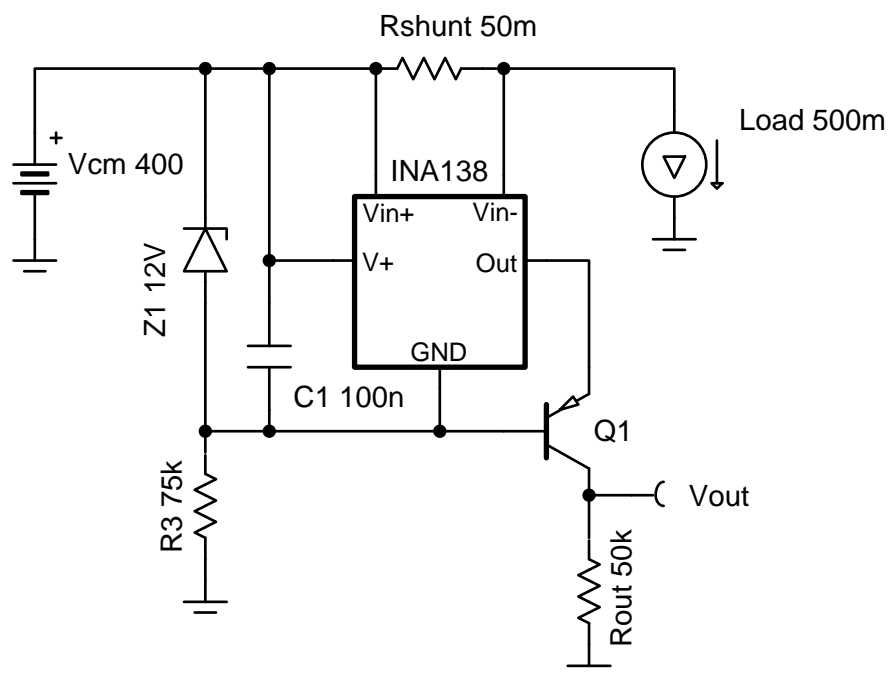 Rshunt 50m
+
Vcm 400
Load 500m
INA138
Vin+
Vin-
Z1 12V
V+
Out
GND
C1 100n
Q1
R3 75k
Vout
Rout 50k